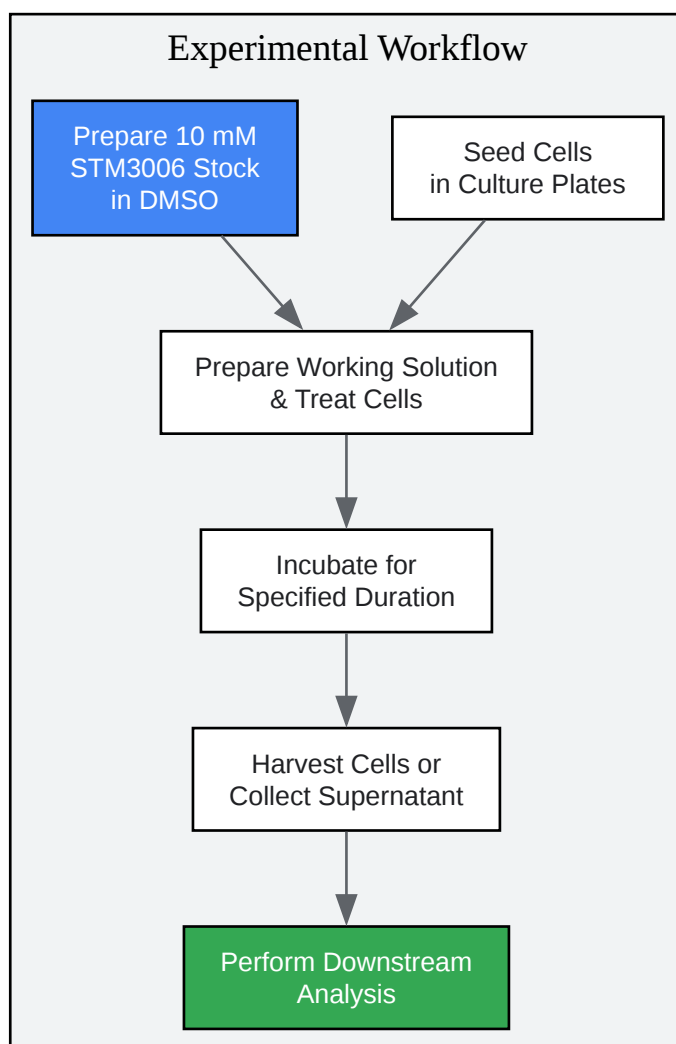 Experimental Workflow
Prepare 10 mM
STM3006 Stock
in DMSO
Seed Cells
in Culture Plates
Prepare Working Solution
& Treat Cells
Incubate for
Specified Duration
Harvest Cells or
Collect Supernatant
Perform Downstream
Analysis